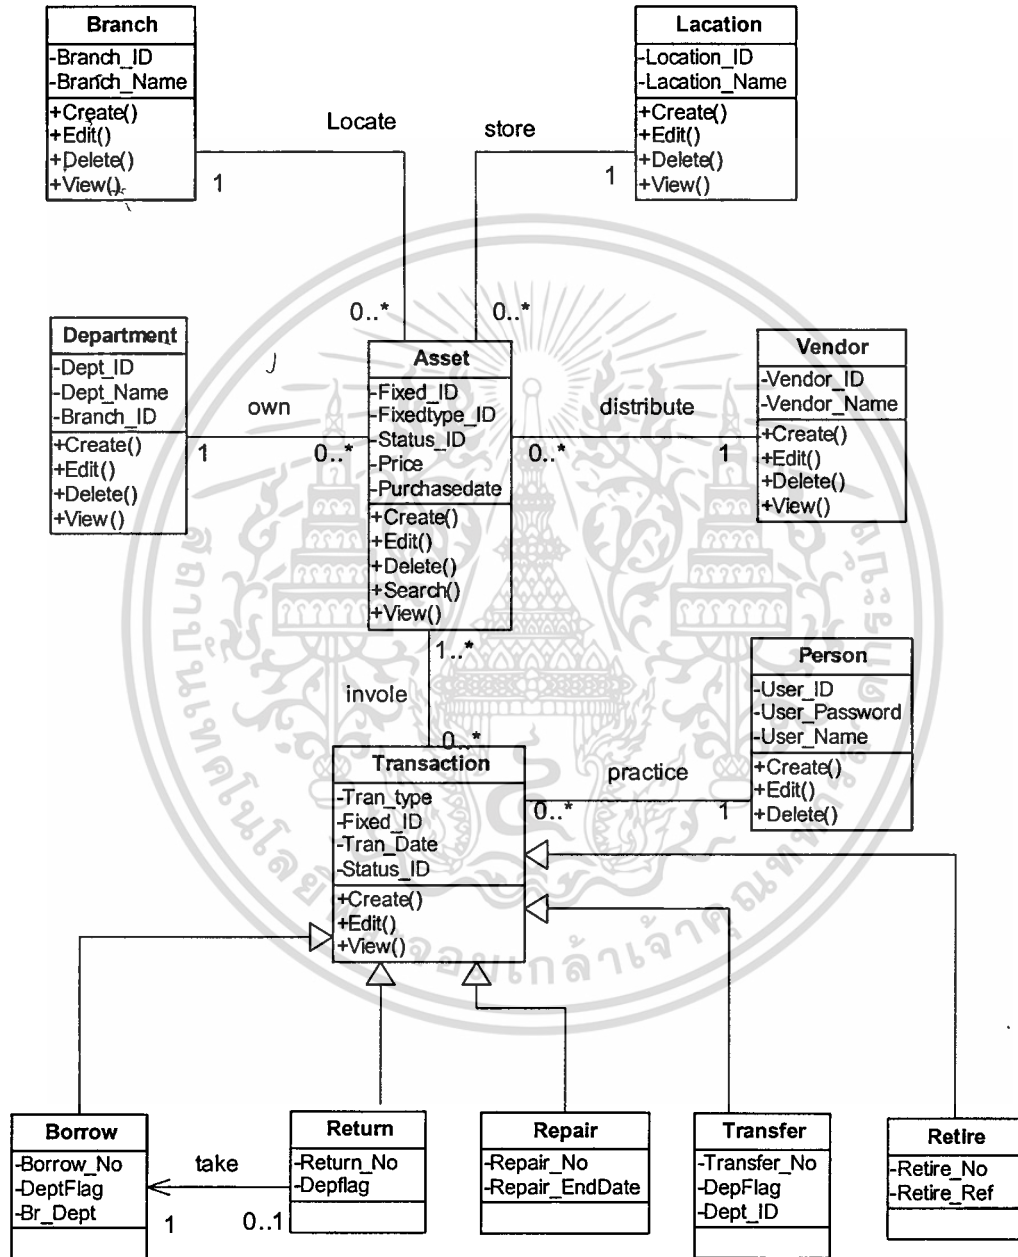 Branch
-Branch_ID
-Branch_Name
+Create()
+Edit()
+Delete()
+View()
Lacation
-Location_ID
-Lacation_Name
+Create()
+Edit()
+Delete()
+View()
Locate
store
1
1
0..*
0..*
Department
-Dept_ID
-Dept_Name
-Branch_ID
+Create()
+Edit()
+Delete()
+View()
own
1
0..*
Asset
-Fixed_ID
-Fixedtype_ID
-Status_ID
-Price
-Purchasedate
+Create()
+Edit()
+Delete()
+Search()
+View()
distribute
0..*
1
Vendor
-Vendor_ID
-Vendor_Name
+Create()
+Edit()
+Delete()
+View()
1..*
invole
0..*
Person
-User_ID
-User_Password
-User_Name
+Create()
+Edit()
+Delete()
Transaction
-Tran_type
-Fixed_ID
-Tran_Date
-Status_ID
+Create()
+Edit()
+View()
practice
0..*
1
Borrow
-Borrow_No
-DeptFlag
-Br_Dept
take
1
0..1
Return
-Return_No
-Depflag
Repair
-Repair_No
-Repair_EndDate
Transfer
-Transfer_No
-DepFlag
-Dept_ID
Retire
-Retire_No
-Retire_Ref